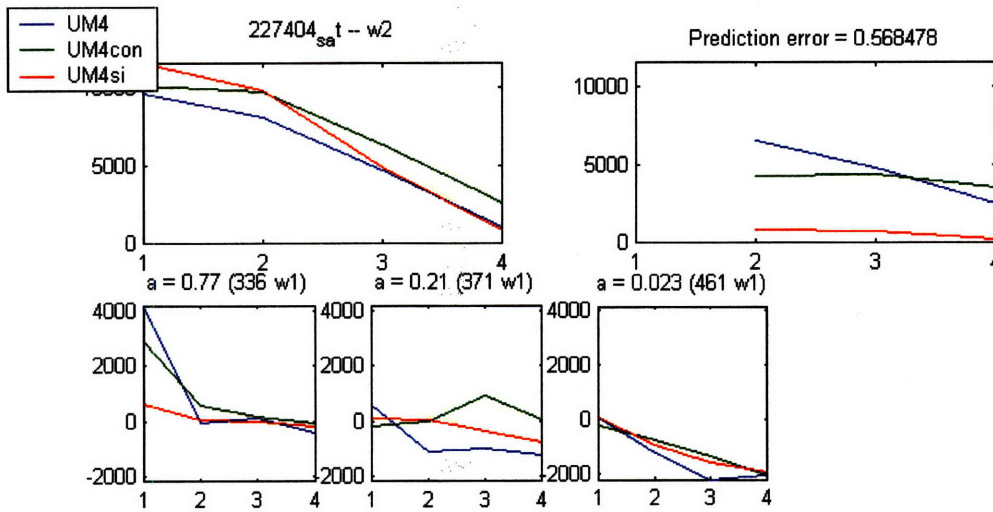 UM4
UM4con
UM4si
227404sat -- w2
Prediction error = 0.568478
10000
5000
0
1 2 3 4
10000
5000
0
1 2 3 4
a = 0.77 (336 w1)
a = 0.21 (371 w1)
a = 0.023 (461 w1)
4000
2000
0
-2000
1 2 3 4
4000
2000
0
-2000
1 2 3 4
4000
2000
0
-2000
1 2 3 4